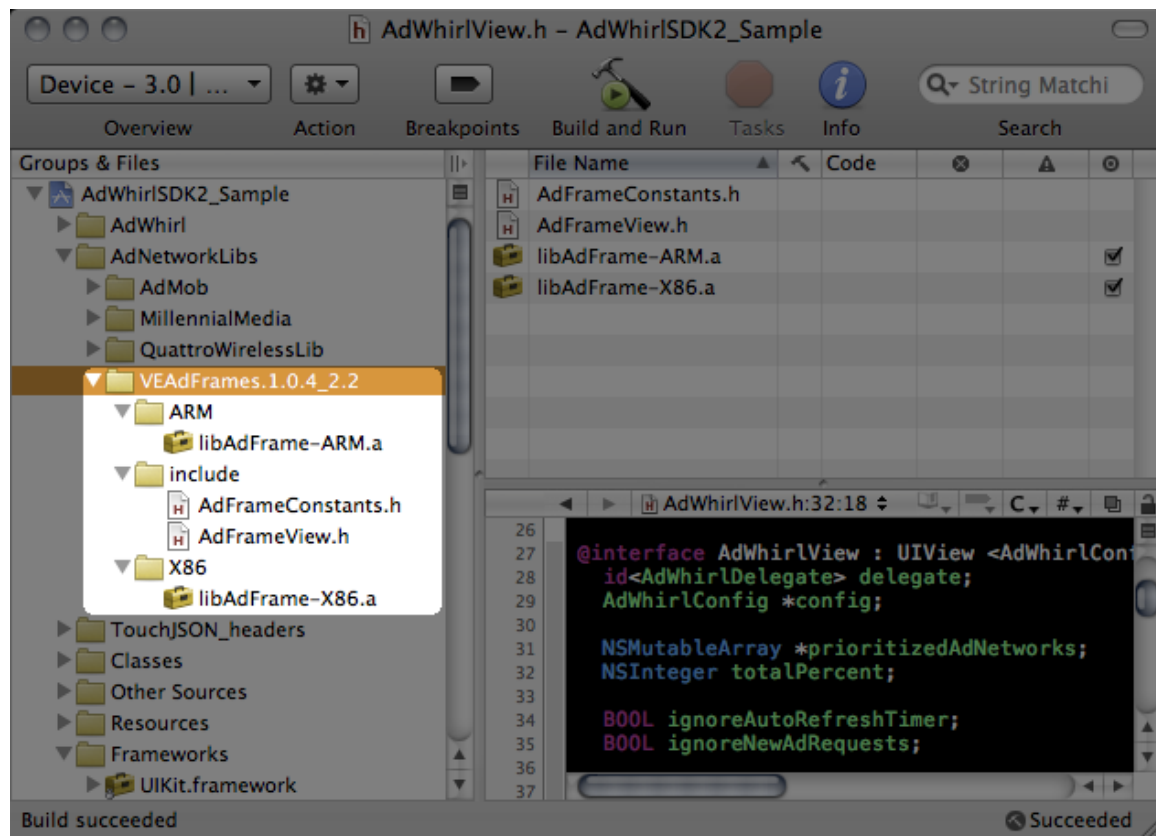 AdWhirlView.h – AdWhirlSDK2_Sample
Device – 3.0 | ...
String Matchi
Overview Action Breakpoints Build and Run Tasks Info Search
Groups & Files
AdWhirlSDK2_Sample
AdWhirl
AdNetworkLibs
AdMob
MillennialMedia
QuattroWirelessLib
VEAdFrames.1.0.4_2.2
ARM
libAdFrame-ARM.a
include
AdFrameConstants.h
AdFrameView.h
X86
libAdFrame-X86.a
TouchJSON_headers
Classes
Other Sources
Resources
Frameworks
UIKit.framework
File Name Code
AdFrameConstants.h
AdFrameView.h
libAdFrame-ARM.a
libAdFrame-X86.a
AdWhirlView.h:32:18 C #
26
27 @interface AdWhirlView : UIView <AdWhirlCon
28 id<AdWhirlDelegate> delegate;
29 AdWhirlConfig *config;
30
31 NSMutableArray *prioritizedAdNetworks;
32 NSInteger totalPercent;
33
34 BOOL ignoreAutoRefreshTimer;
35 BOOL ignoreNewAdRequests;
36
37
Build succeeded Succeeded